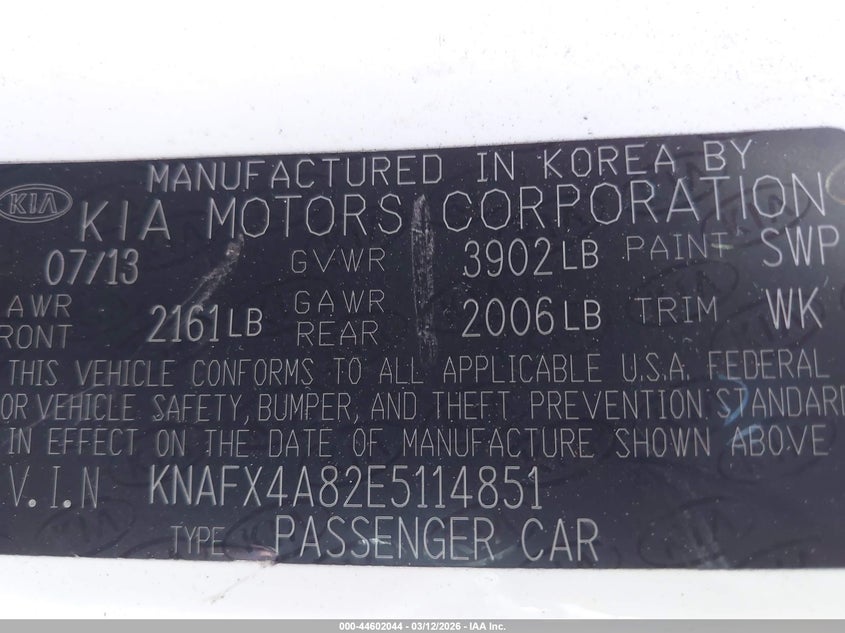 MANUFACTURED IN KOREA BY
KIA KIA MOTORS CORPORATION
07/13 GVWR 3902LB PAINT SWP
AWR FRONT 2161LB GAWR REAR 2006LB TRIM WK
THIS VEHICLE CONFORMS TO ALL APPLICABLE U.S.A. FEDERAL
OR VEHICLE SAFETY, BUMPER, AND THEFT PREVENTION STANDARD
IN EFFECT ON THE DATE OF MANUFACTURE SHOWN ABOVE
V.I.N KNAFX4A82E5114851
TYPE PASSENGER CAR
000-44602044 — 03/12/2026 — IAA Inc.